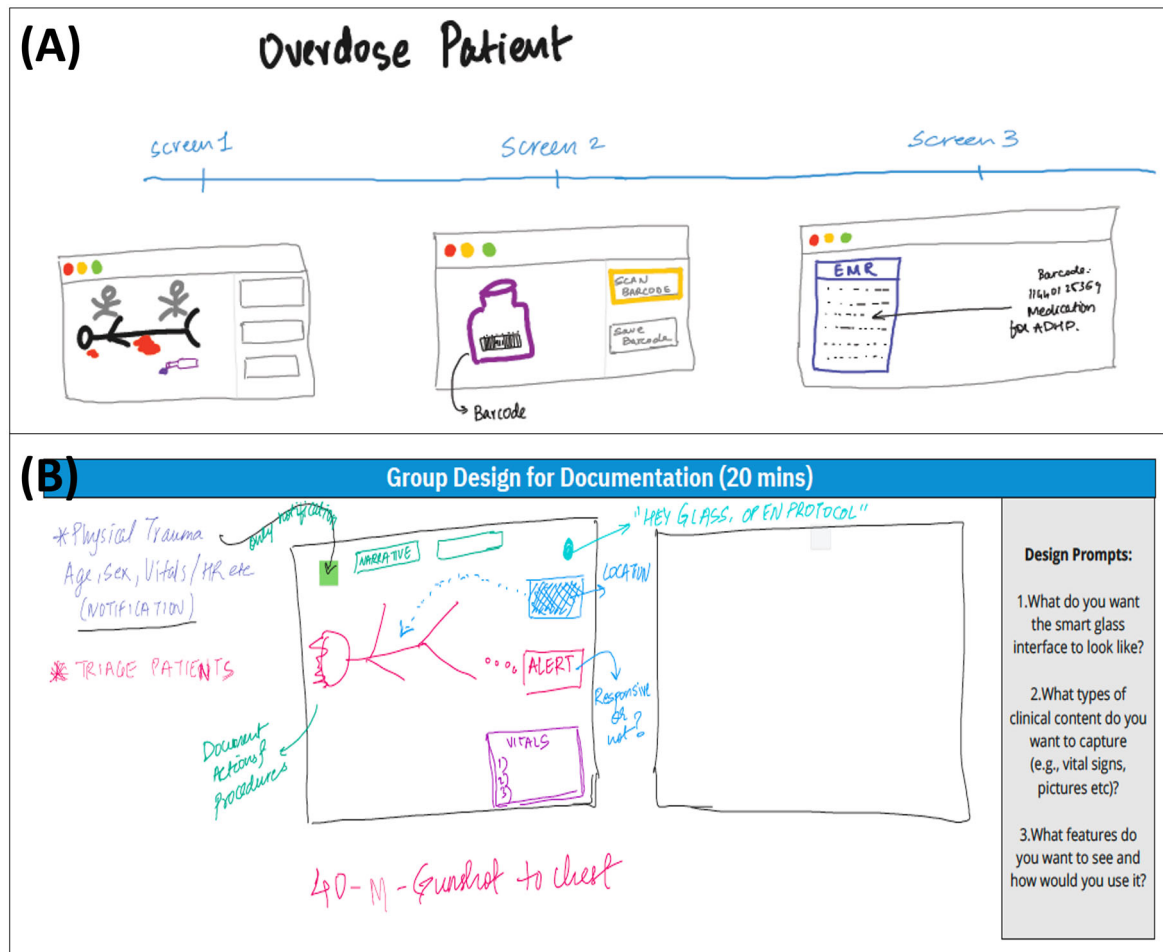 (A)
Overdose Patient
screen 1
Screen 2
Screen 3
SCAN
BARCODE
Save
Barcode
Barcode
EMR
Barcode:
Medication
for ADHP.
(B)
Group Design for Documentation (20 mins)
*Physical Trauma
Age, Sex, Vitals/HR etc
(NOTIFICATION)
* TRIAGE PATIENTS
only notification
NARRATIVE
"HEY GLASS, OPEN PROTOCOL"
LOCATION
ALERT
Responsive
or
not?
VITALS
1)
2)
3)
Document
Actions &
Procedures
40-M-Gunshot to chest
Design Prompts:
1.What do you want
the smart glass
interface to look like?
2.What types of
clinical content do you
want to capture
(e.g., vital signs,
pictures etc)?
3.What features do
you want to see and
how would you use it?